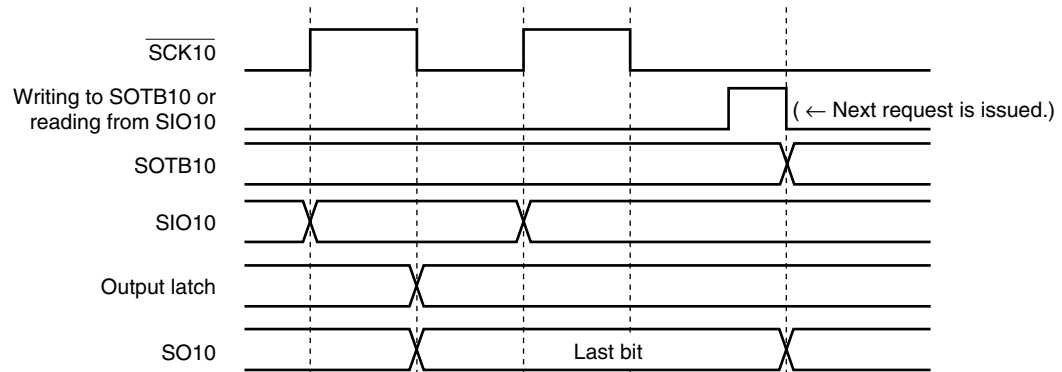 SCK10
Writing to SOTB10 or
reading from SIO10
( ← Next request is issued.)
SOTB10
SIO10
Output latch
SO10
Last bit